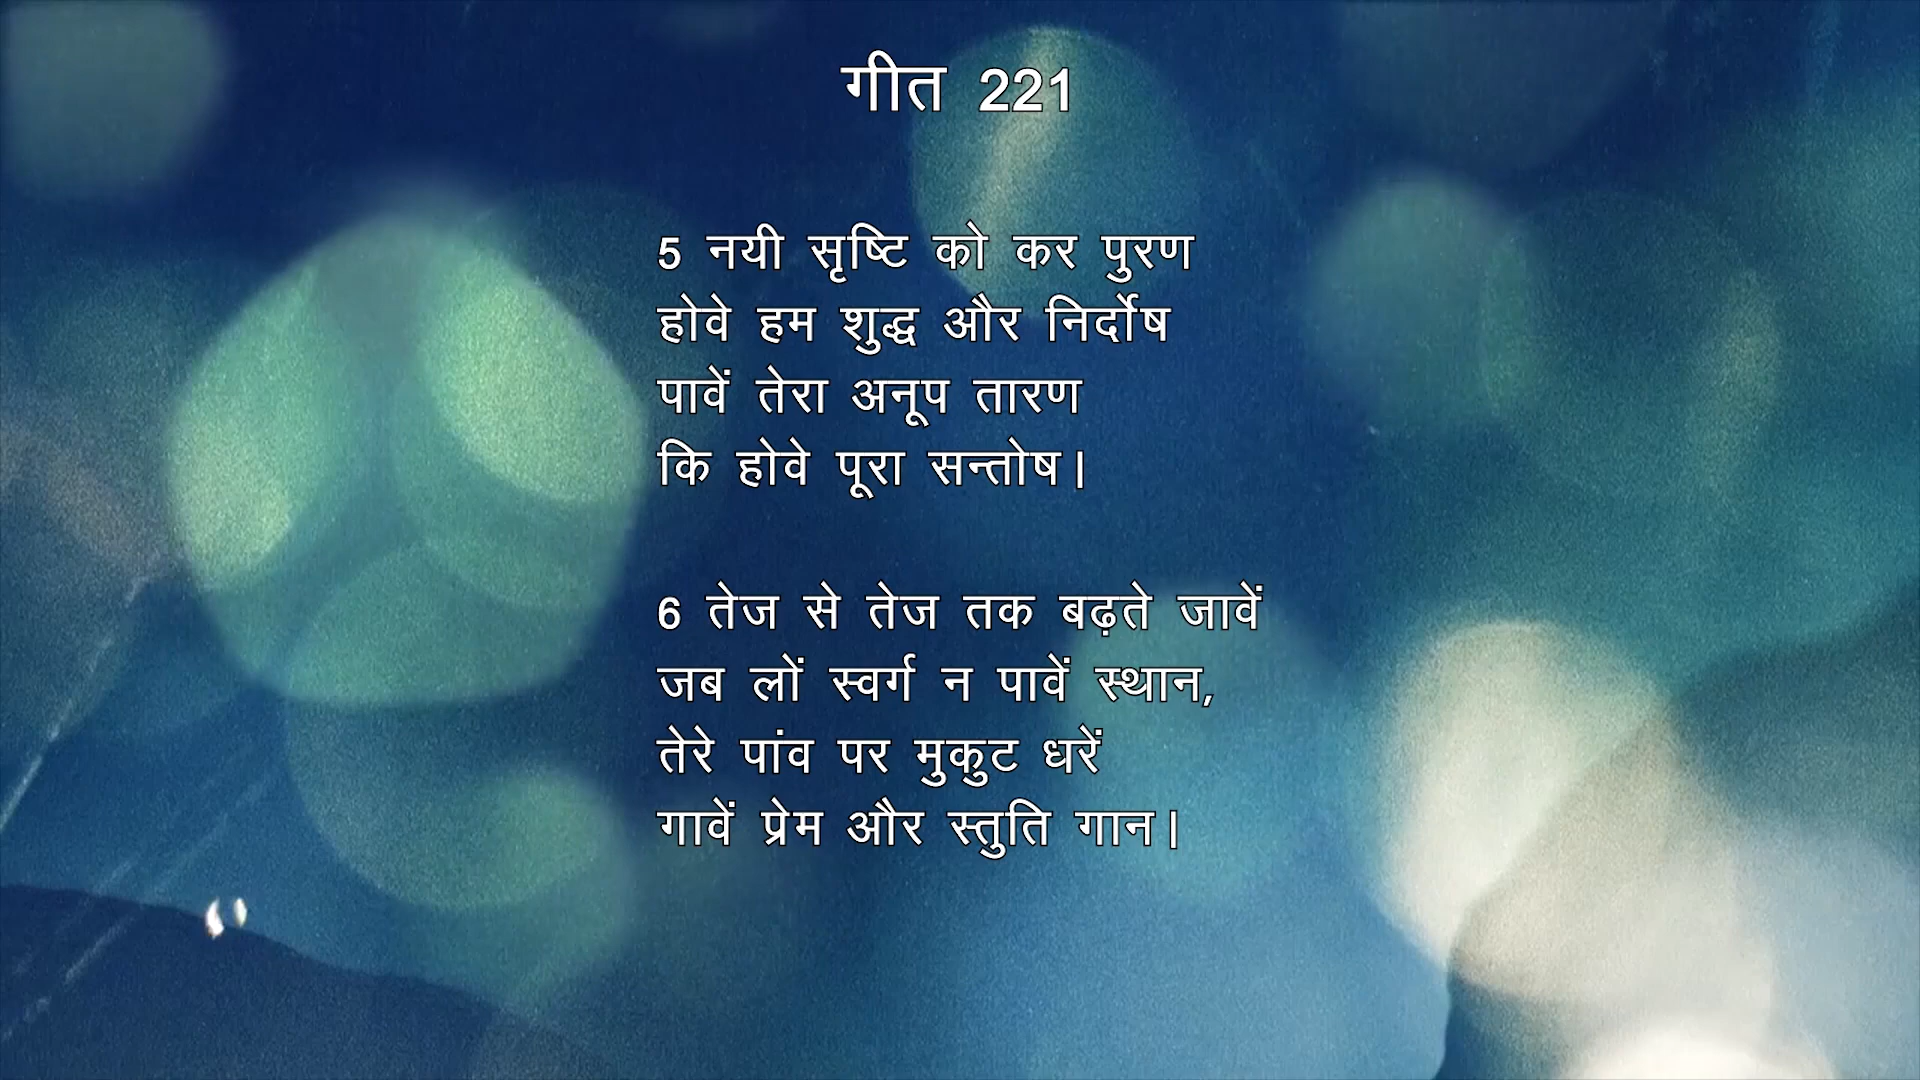 गीत 221
5 नयी सृष्टि को कर पुरण
होवे हम शुद्ध और निर्दोष
पावें तेरा अनूप तारण
कि होवे पूरा सन्तोष|
6 तेज से तेज तक बढ़ते जावें
जब लों स्वर्ग न पावें स्थान,
तेरे पांव पर मुकुट धरें
गावें प्रेम और स्तुति गान|